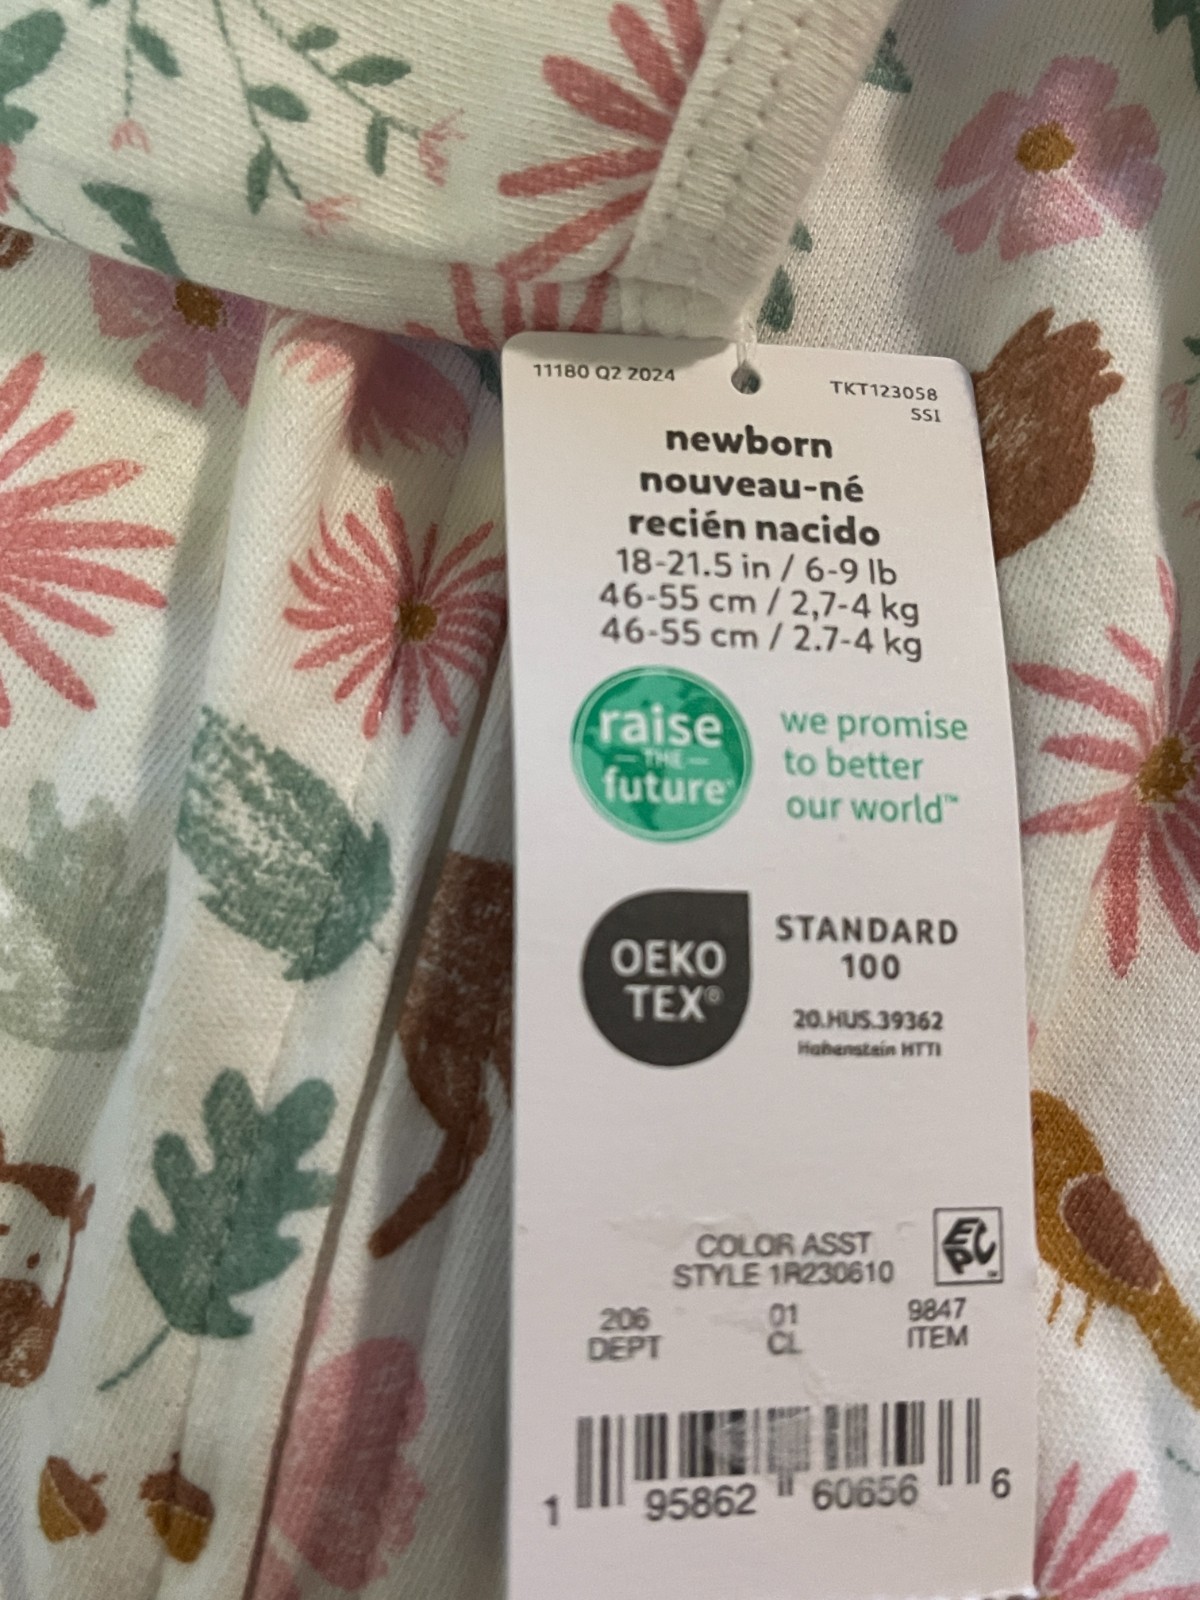 11180 Q2 2024
TKT123058
SSI
newborn
nouveau-né
recién nacido
18-21.5 in / 6-9 lb
46-55 cm / 2,7-4 kg
46-55 cm / 2.7-4 kg
raise
THE
future®
we promise
to better
our world™
OEKO
TEX®
STANDARD
100
20.HUS.39362
Hohenstein HTTI
EPC
COLOR ASST
STYLE 1R230610
206
DEPT
01
CL
9847
ITEM
1 95862 60656 6